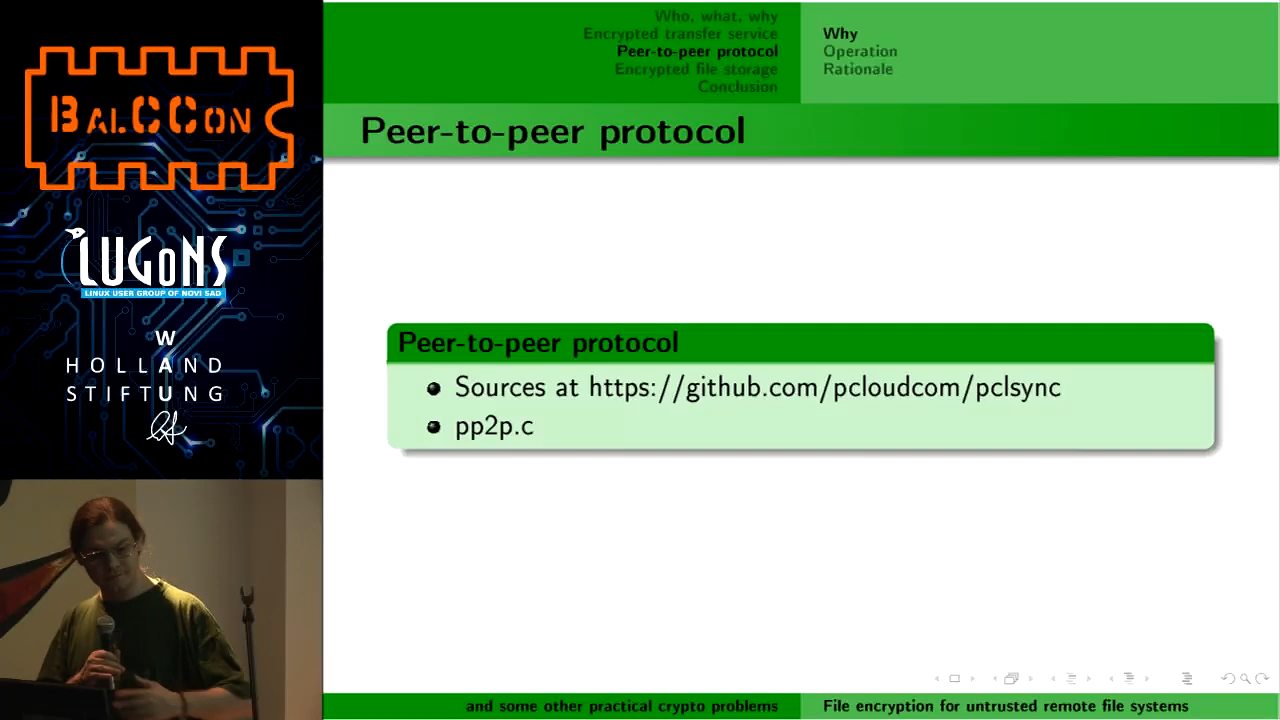 BALCCON
LUGONS
LINUX USER GROUP OF NOVI SAD
W
HOLLAND
STIFTUNG
Who, what, why
Encrypted transfer service
Peer-to-peer protocol
Encrypted file storage
Conclusion
Why
Operation
Rationale
Peer-to-peer protocol
Peer-to-peer protocol
Sources at https://github.com/pcloudcom/pclsync
pp2p.c
and some other practical crypto problems
File encryption for untrusted remote file systems